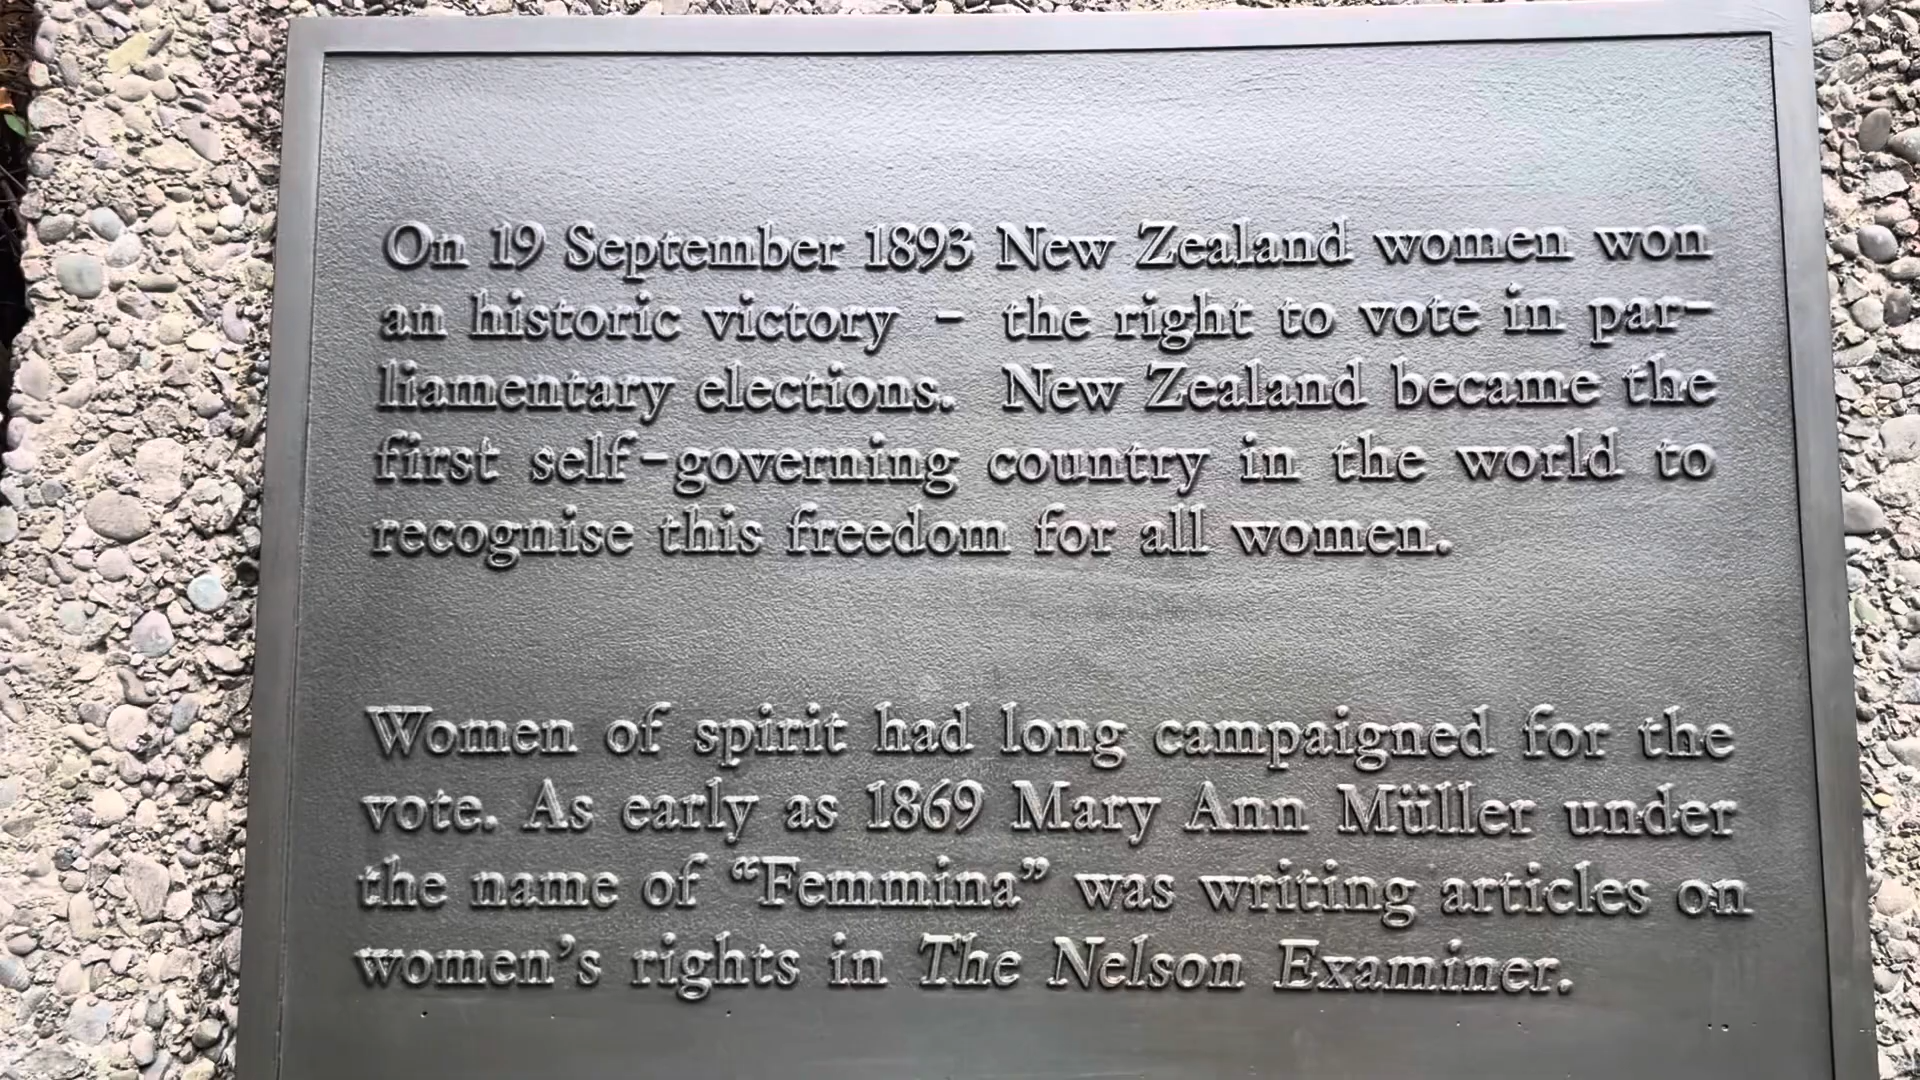 On 19 September 1893 New Zealand women won
an historic victory - the right to vote in par-
liamentary elections. New Zealand became the
first self-governing country in the world to
recognise this freedom for all women.
Women of spirit had long campaigned for the
vote. As early as 1869 Mary Ann Müller under
the name of “Femmina” was writing articles on
women’s rights in The Nelson Examiner.